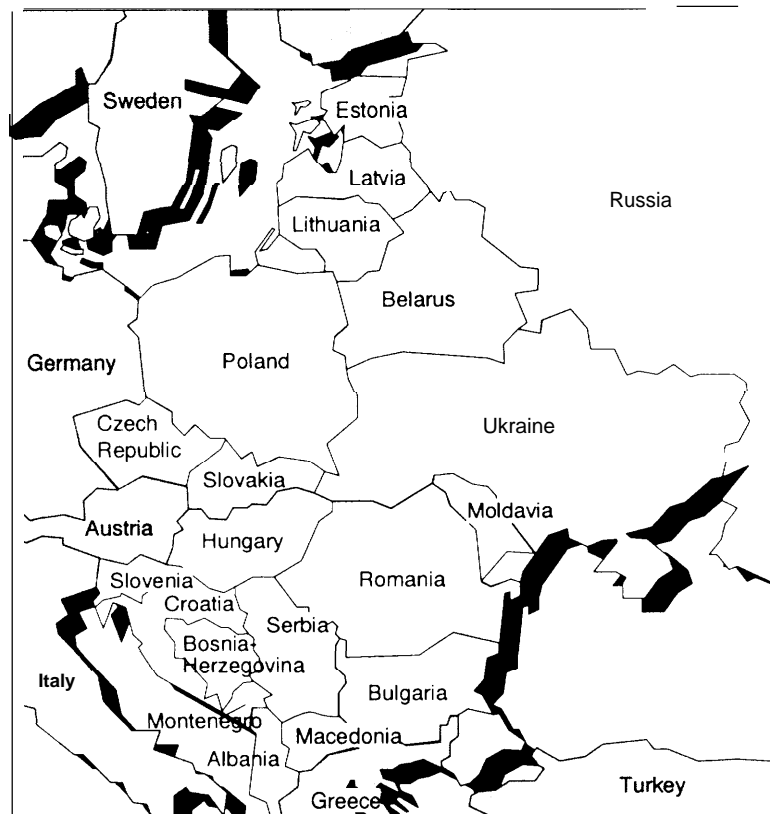 Sweden
Estonia
Latvia
Russia
Lithuania
Belarus
Germany
Poland
Czech
Republic
Ukraine
Slovakia
Moldavia
Austria
Hungary
Slovenia
Romania
Croatia
Serbia
Bosnia-
Herzegovina
Italy
Bulgaria
Montenegro
Macedonia
Albania
Turkey
Greece